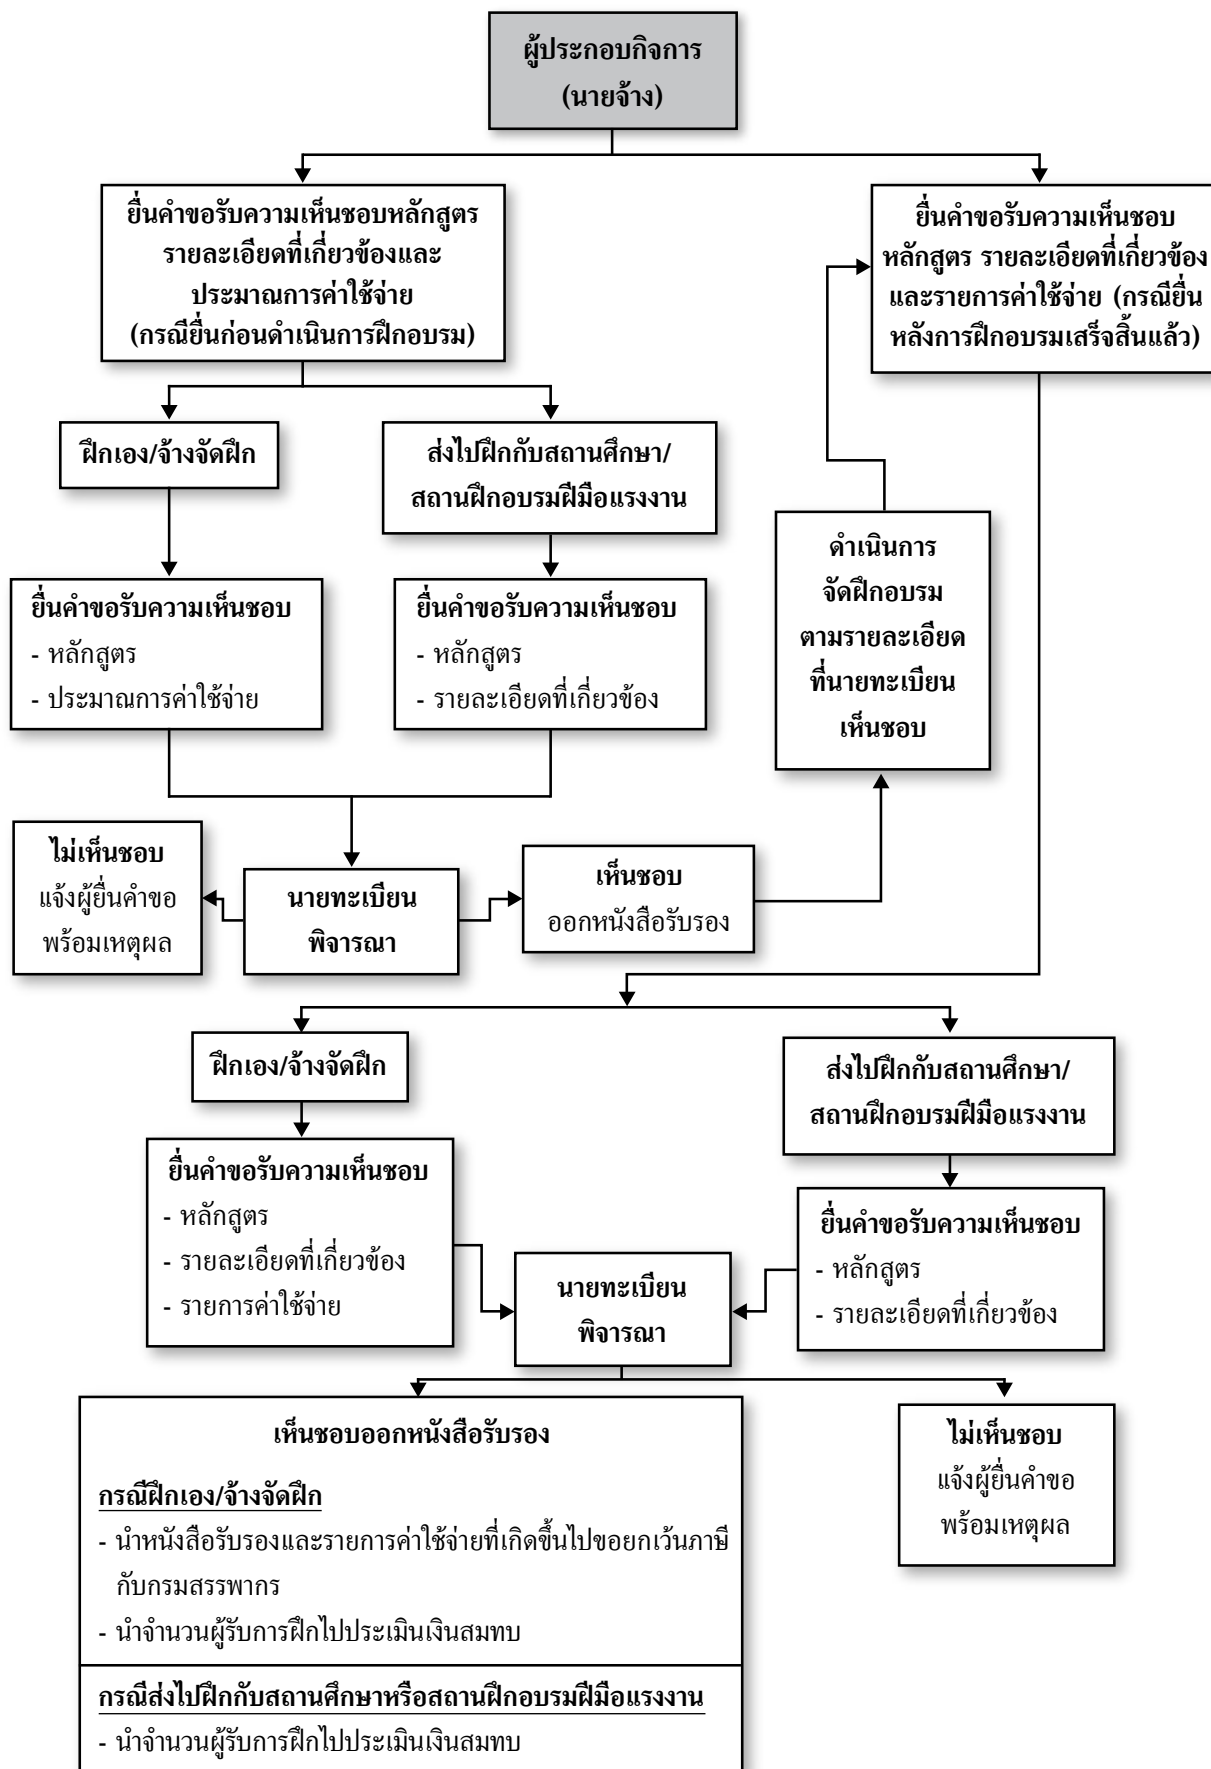 ผู้ประกอบกิจการ
(นายจ้าง)
ยื่นคำขอรับความเห็นชอบหลักสูตร
รายละเอียดที่เกี่ยวข้องและ
ประมาณการค่าใช้จ่าย
(กรณียื่นก่อนดำเนินการฝึกอบรม)
ยื่นคำขอรับความเห็นชอบ
หลักสูตร รายละเอียดที่เกี่ยวข้อง
และรายการค่าใช้จ่าย (กรณียื่น
หลังการฝึกอบรมเสร็จสิ้นแล้ว)
ฝึกเอง/จ้างจัดฝึก
ส่งไปฝึกกับสถานศึกษา/
สถานฝึกอบรมฝีมือแรงงาน
ดำเนินการ
จัดฝึกอบรม
ตามรายละเอียด
ที่นายทะเบียน
เห็นชอบ
ยื่นคำขอรับความเห็นชอบ
- หลักสูตร
- ประมาณการค่าใช้จ่าย
ยื่นคำขอรับความเห็นชอบ
- หลักสูตร
- รายละเอียดที่เกี่ยวข้อง
ไม่เห็นชอบ
แจ้งผู้ยื่นคำขอ
พร้อมเหตุผล
นายทะเบียน
พิจารณา
เห็นชอบ
ออกหนังสือรับรอง
ฝึกเอง/จ้างจัดฝึก
ส่งไปฝึกกับสถานศึกษา/
สถานฝึกอบรมฝีมือแรงงาน
ยื่นคำขอรับความเห็นชอบ
- หลักสูตร
- รายละเอียดที่เกี่ยวข้อง
- รายการค่าใช้จ่าย
นายทะเบียน
พิจารณา
ยื่นคำขอรับความเห็นชอบ
- หลักสูตร
- รายละเอียดที่เกี่ยวข้อง
เห็นชอบออกหนังสือรับรอง
กรณีฝึกเอง/จ้างจัดฝึก
- นำหนังสือรับรองและรายการค่าใช้จ่ายที่เกิดขึ้นไปขอยกเว้นภาษี
กับกรมสรรพากร
- นำจำนวนผู้รับการฝึกไปประเมินเงินสมทบ
กรณีส่งไปฝึกกับสถานศึกษาหรือสถานฝึกอบรมฝีมือแรงงาน
- นำจำนวนผู้รับการฝึกไปประเมินเงินสมทบ
ไม่เห็นชอบ
แจ้งผู้ยื่นคำขอ
พร้อมเหตุผล